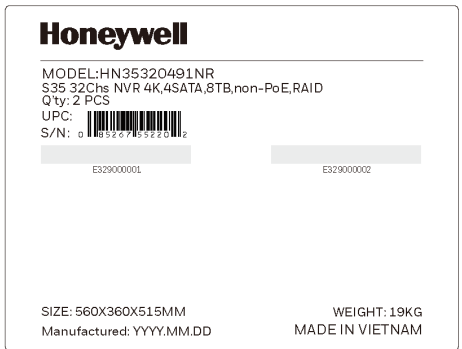 Honeywell
MODEL:HN35320491NR
S35 32Chs NVR 4K,4SATA,8TB,non-PoE,RAID
Q'ty: 2 PCS
UPC:
S/N: 0 85267 55220 2
E329000001 E329000002
SIZE: 560X360X515MM WEIGHT: 19KG
Manufactured: YYYY.MM.DD MADE IN VIETNAM